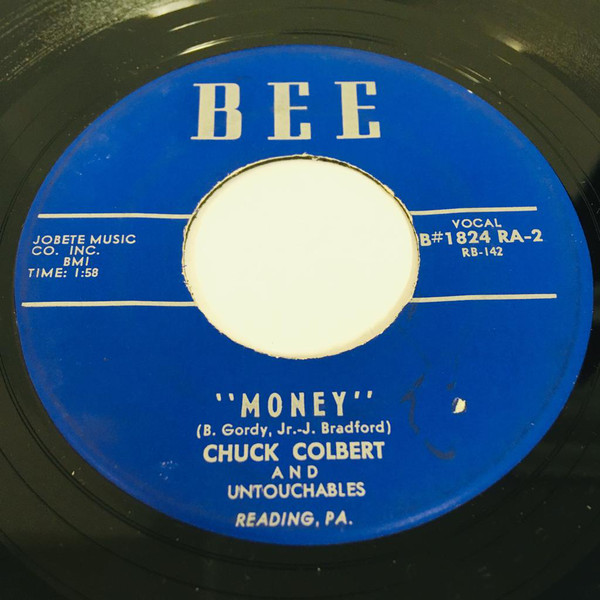 BEE
JOBETE MUSIC
CO. INC.
BMI
TIME: 1:58
VOCAL
B#1824 RA-2
RB-142
"MONEY"
(B. Gordy, Jr.-J. Bradford)
CHUCK COLBERT
AND
UNTOUCHABLES
READING, PA.